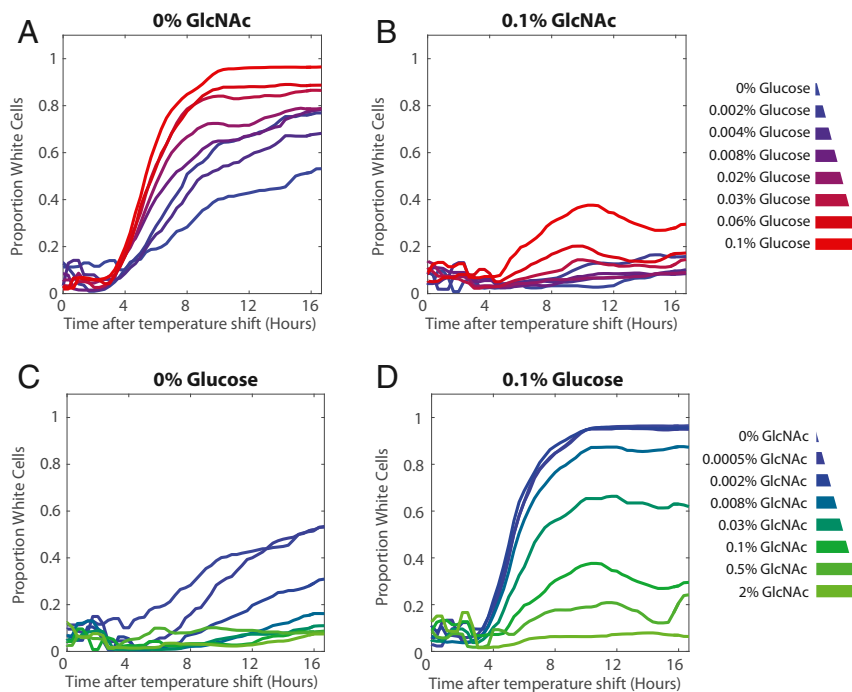 A
0% GlcNAc
Proportion White Cells
1
0.8
0.6
0.4
0.2
0
0 4 8 12 16
Time after temperature shift (Hours)
B
0.1% GlcNAc
Proportion White Cells
1
0.8
0.6
0.4
0.2
0
0 4 8 12 16
Time after temperature shift (Hours)
0% Glucose
0.002% Glucose
0.004% Glucose
0.008% Glucose
0.02% Glucose
0.03% Glucose
0.06% Glucose
0.1% Glucose
C
0% Glucose
Proportion White Cells
1
0.8
0.6
0.4
0.2
0
0 4 8 12 16
Time after temperature shift (Hours)
D
0.1% Glucose
Proportion White Cells
1
0.8
0.6
0.4
0.2
0
0 4 8 12 16
Time after temperature shift (Hours)
0% GlcNAc
0.0005% GlcNAc
0.002% GlcNAc
0.008% GlcNAc
0.03% GlcNAc
0.1% GlcNAc
0.5% GlcNAc
2% GlcNAc